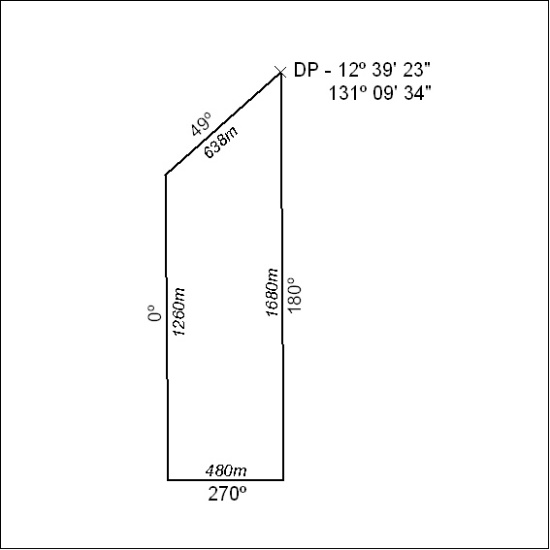 DP - 12º 39' 23"
131º 09' 34"
49º
638m
0º
1260m
1680m
180º
480m
270º